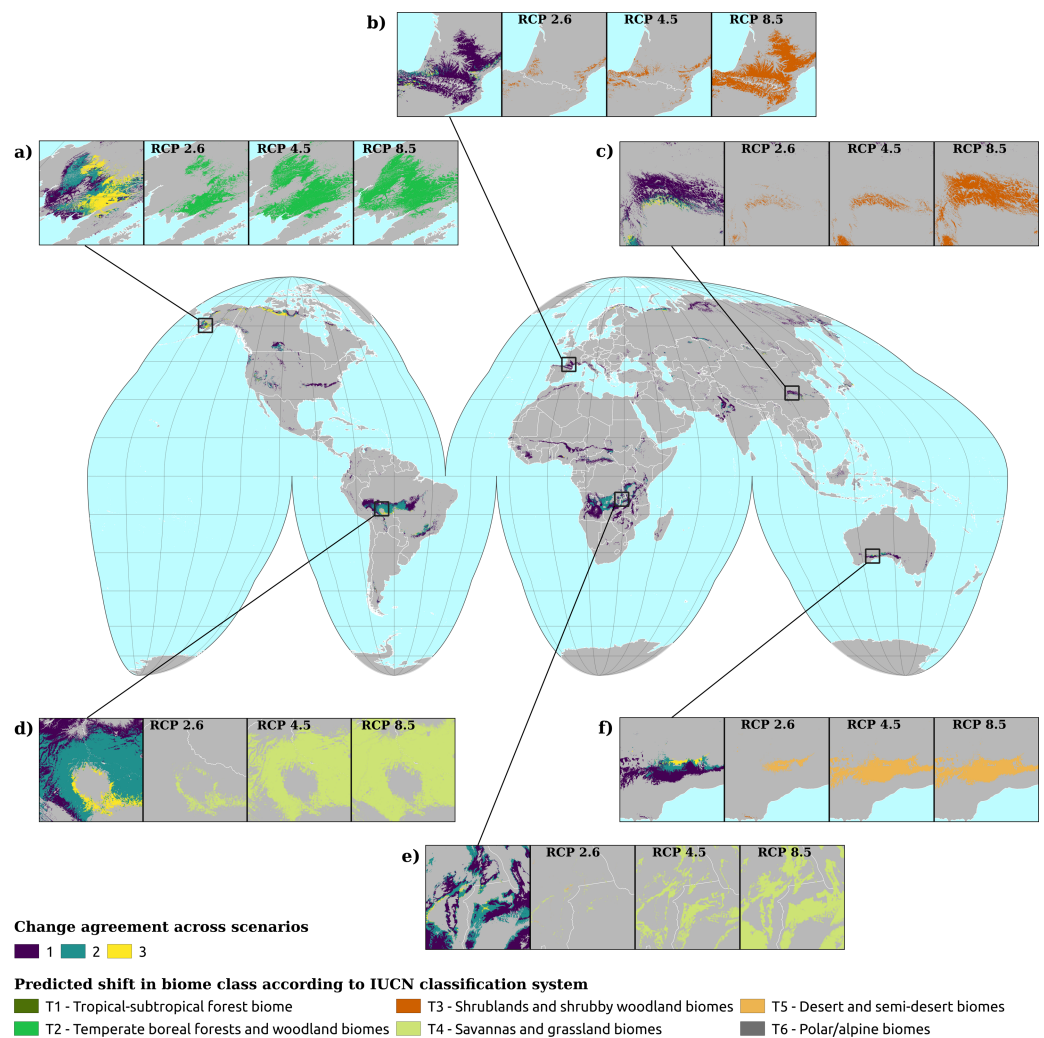 b)
RCP 2.6
RCP 4.5
RCP 8.5
a)
RCP 2.6
RCP 4.5
RCP 8.5
c)
RCP 2.6
RCP 4.5
RCP 8.5
d)
RCP 2.6
RCP 4.5
RCP 8.5
f)
RCP 2.6
RCP 4.5
RCP 8.5
e)
RCP 2.6
RCP 4.5
RCP 8.5
Change agreement across scenarios
1 2 3
Predicted shift in biome class according to IUCN classification system
T1 - Tropical-subtropical forest biome
T3 - Shrublands and shrubby woodland biomes
T5 - Desert and semi-desert biomes
T2 - Temperate boreal forests and woodland biomes
T4 - Savannas and grassland biomes
T6 - Polar/alpine biomes